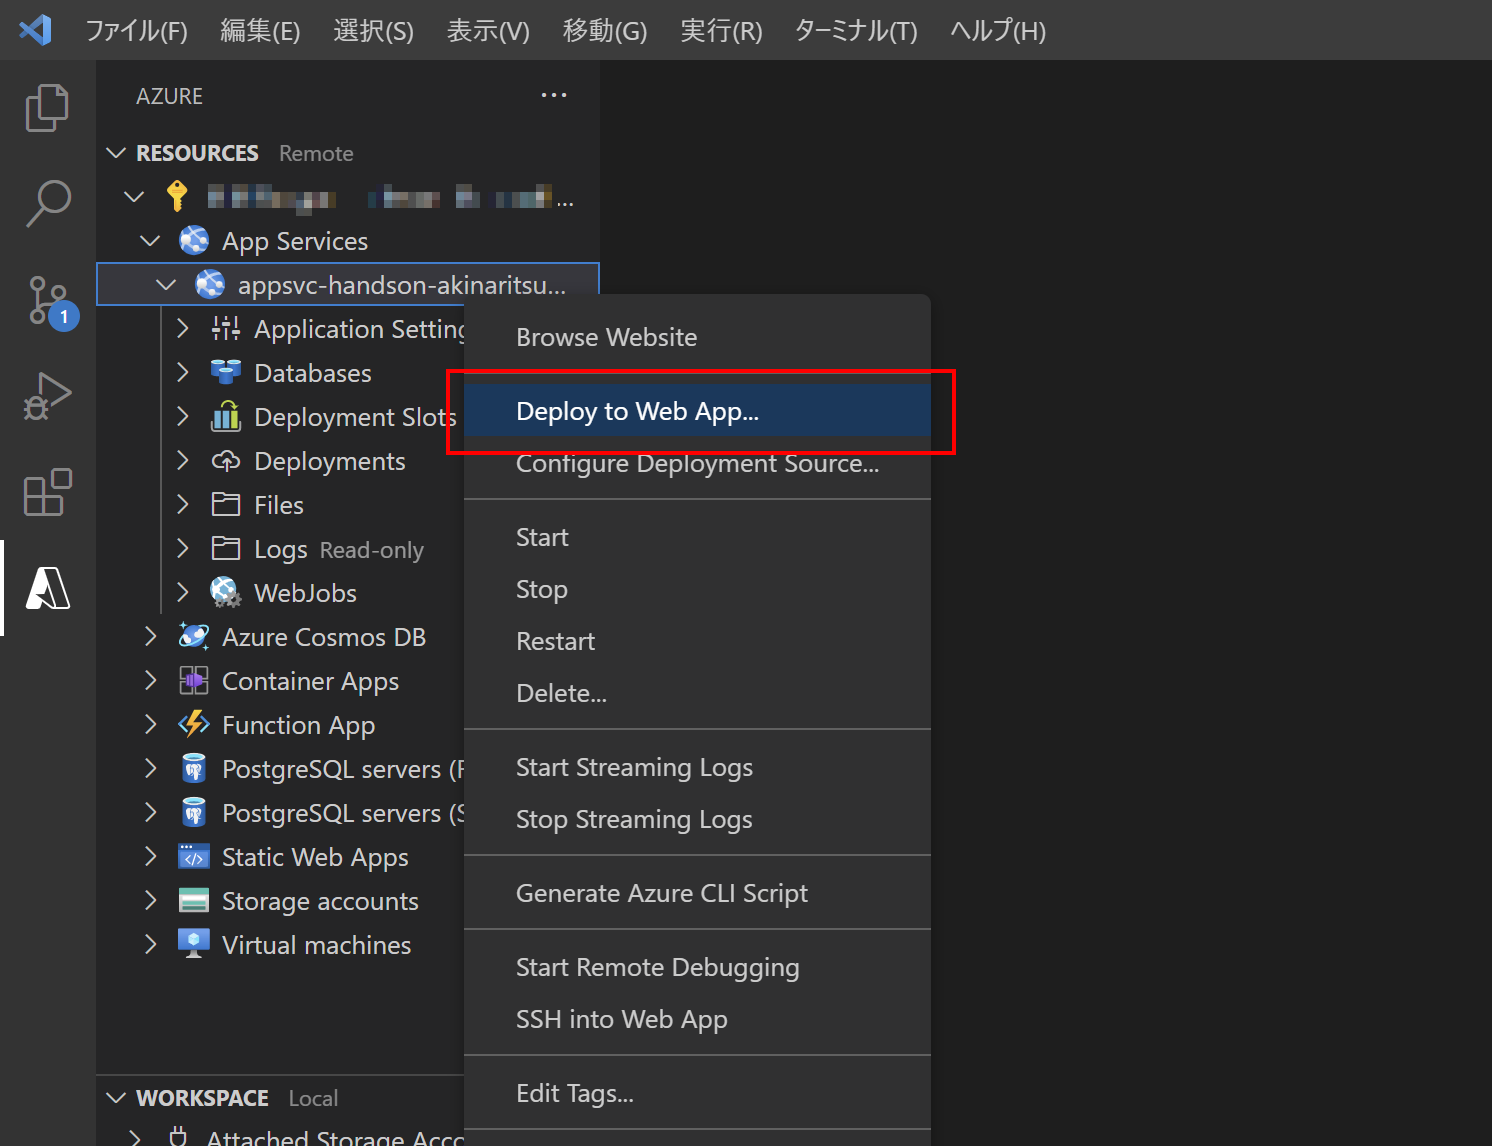 ファイル(F) 編集(E) 選択(S) 表示(V) 移動(G) 実行(R) ターミナル(T) ヘルプ(H)
AZURE ...
RESOURCES Remote
...
App Services
appsvc-handson-akinaritsu...
Application Setting
Databases
Deployment Slots
Deployments
Files
Logs Read-only
WebJobs
Azure Cosmos DB
Container Apps
Function App
PostgreSQL servers (F
PostgreSQL servers (S
Static Web Apps
Storage accounts
Virtual machines
WORKSPACE Local
Attached Storage Acco
1
Browse Website
Deploy to Web App...
Configure Deployment Source...
Start
Stop
Restart
Delete...
Start Streaming Logs
Stop Streaming Logs
Generate Azure CLI Script
Start Remote Debugging
SSH into Web App
Edit Tags...